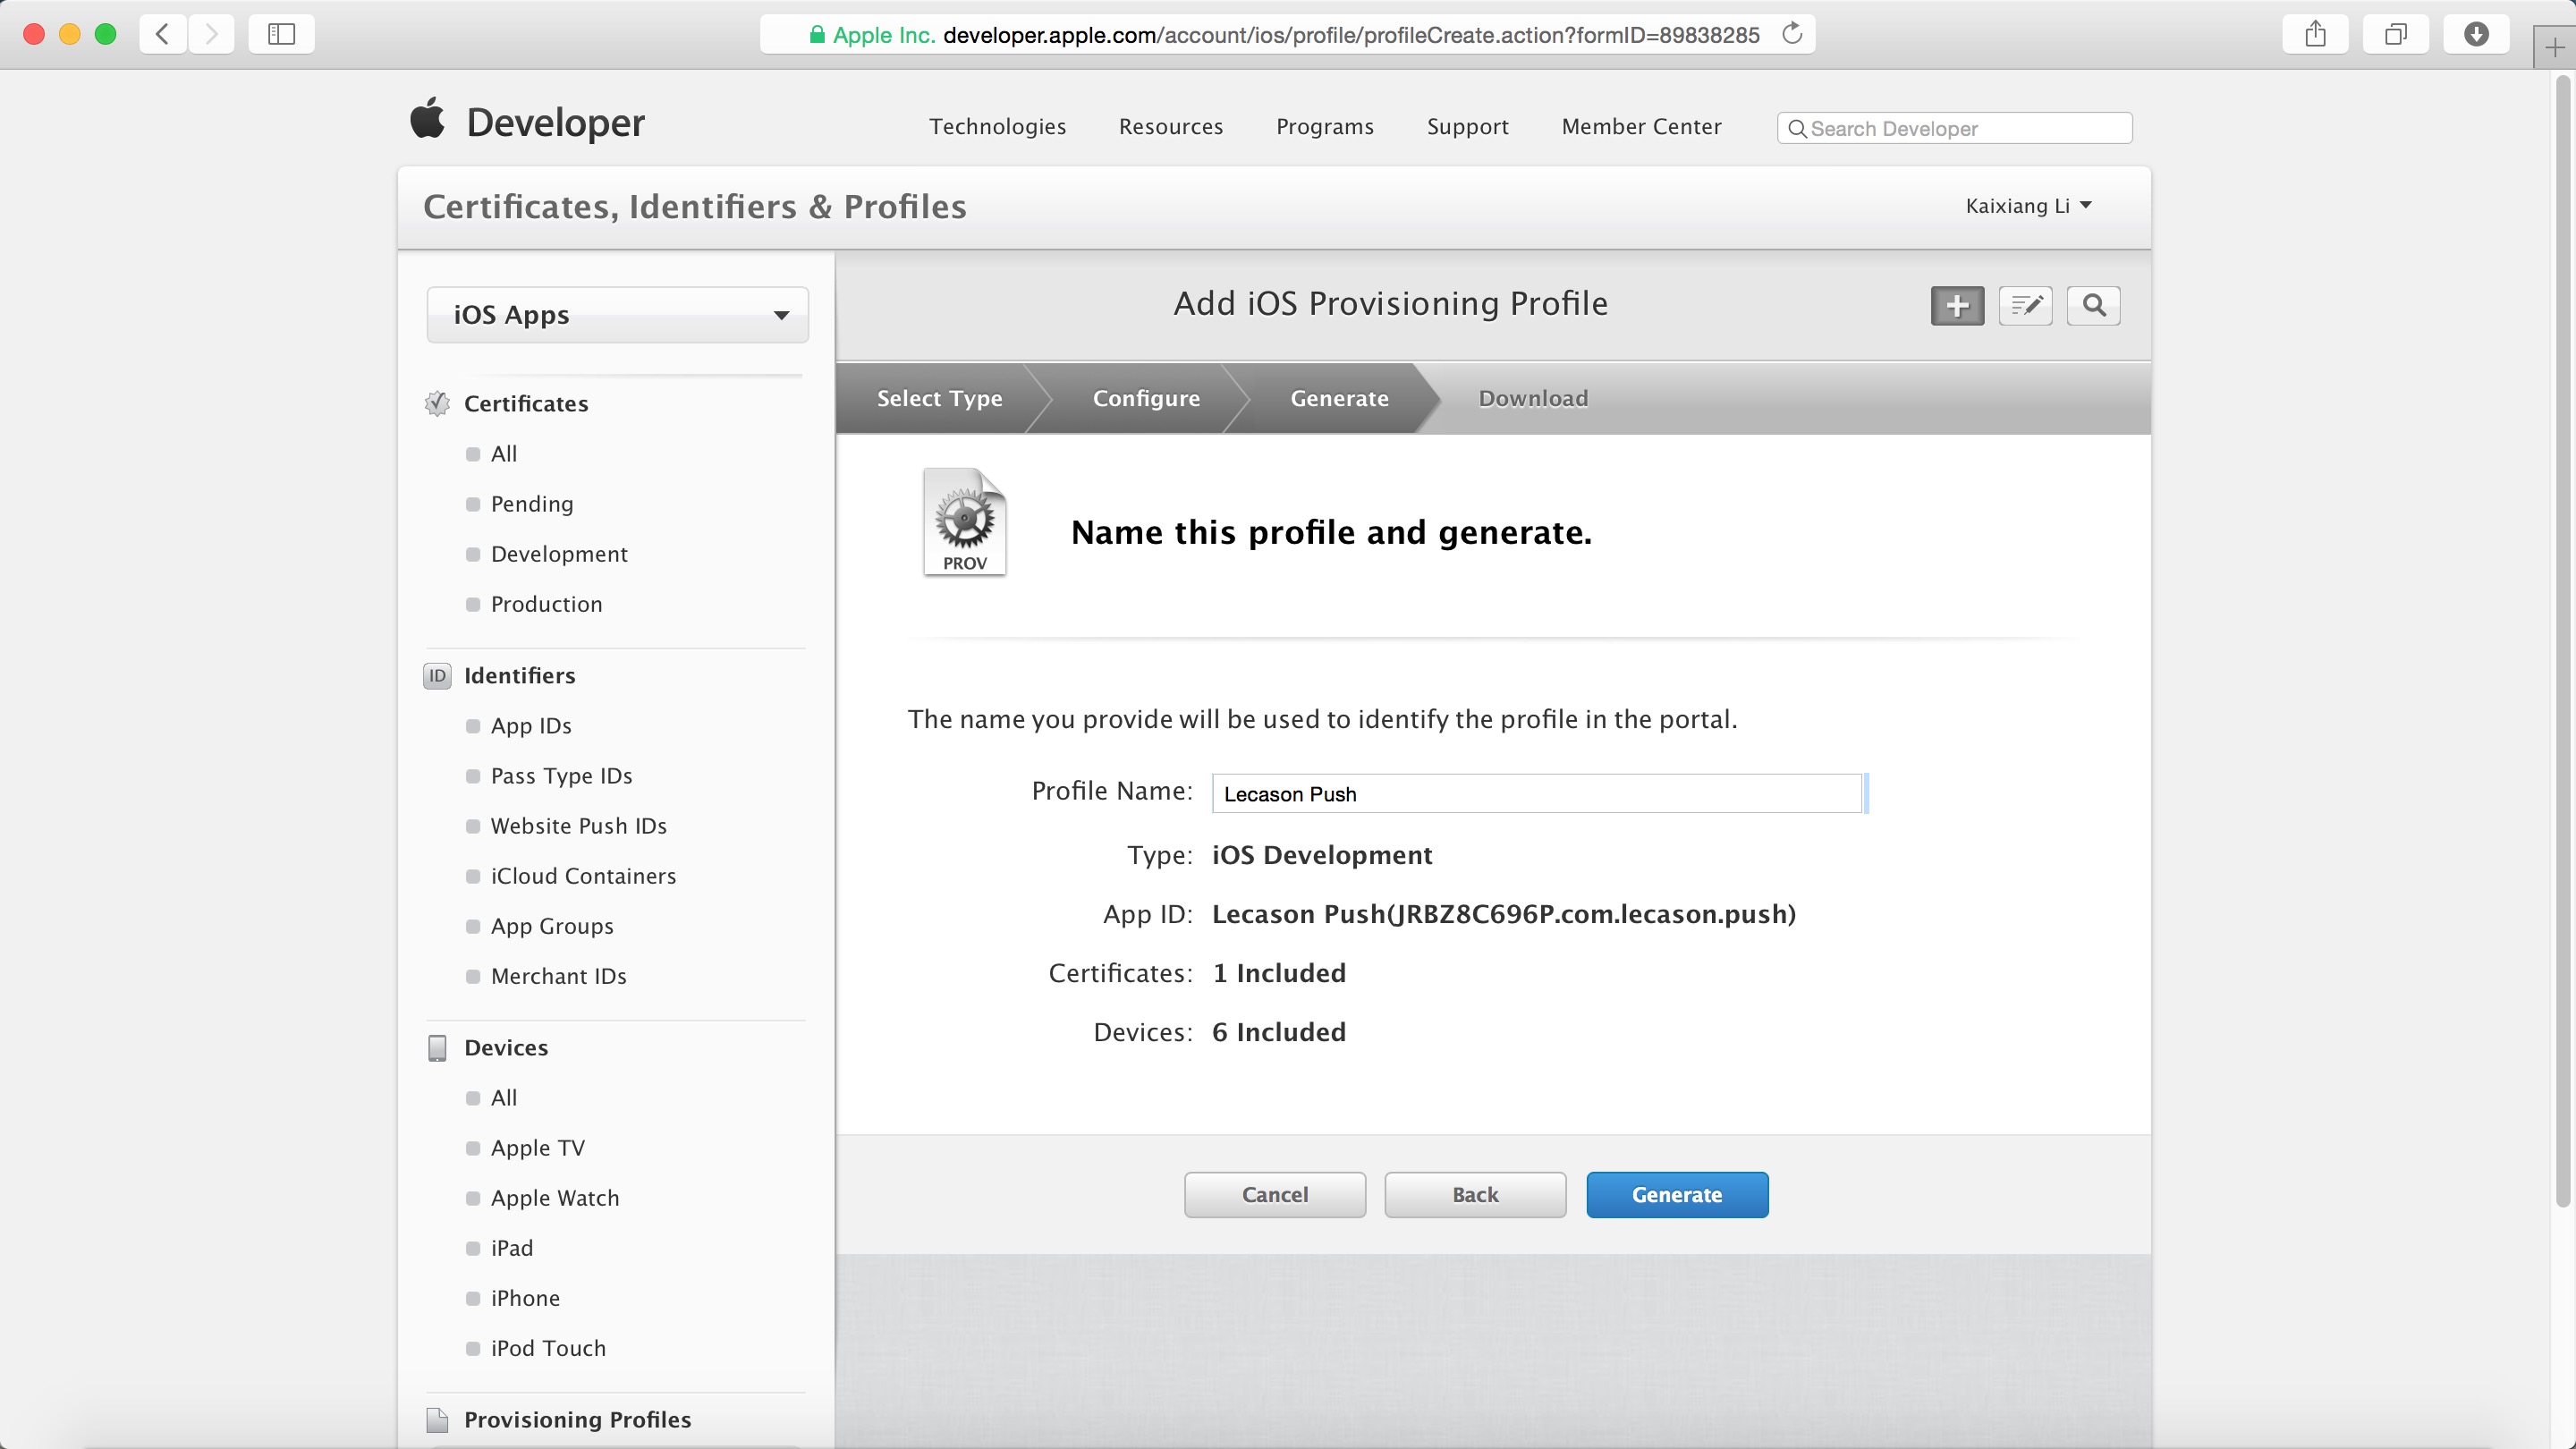 Apple Inc. developer.apple.com/account/ios/profile/profileCreate.action?formID=89838285
Developer
Technologies
Resources
Programs
Support
Member Center
Search Developer
Certificates, Identifiers & Profiles
Kaixiang Li
iOS Apps
Certificates
All
Pending
Development
Production
ID
Identifiers
App IDs
Pass Type IDs
Website Push IDs
iCloud Containers
App Groups
Merchant IDs
Devices
All
Apple TV
Apple Watch
iPad
iPhone
iPod Touch
Provisioning Profiles
Add iOS Provisioning Profile
Select Type
Configure
Generate
Download
PROV
Name this profile and generate.
The name you provide will be used to identify the profile in the portal.
Profile Name: Lecason Push
Type: iOS Development
App ID: Lecason Push(JRBZ8C696P.com.lecason.push)
Certificates: 1 Included
Devices: 6 Included
Cancel
Back
Generate